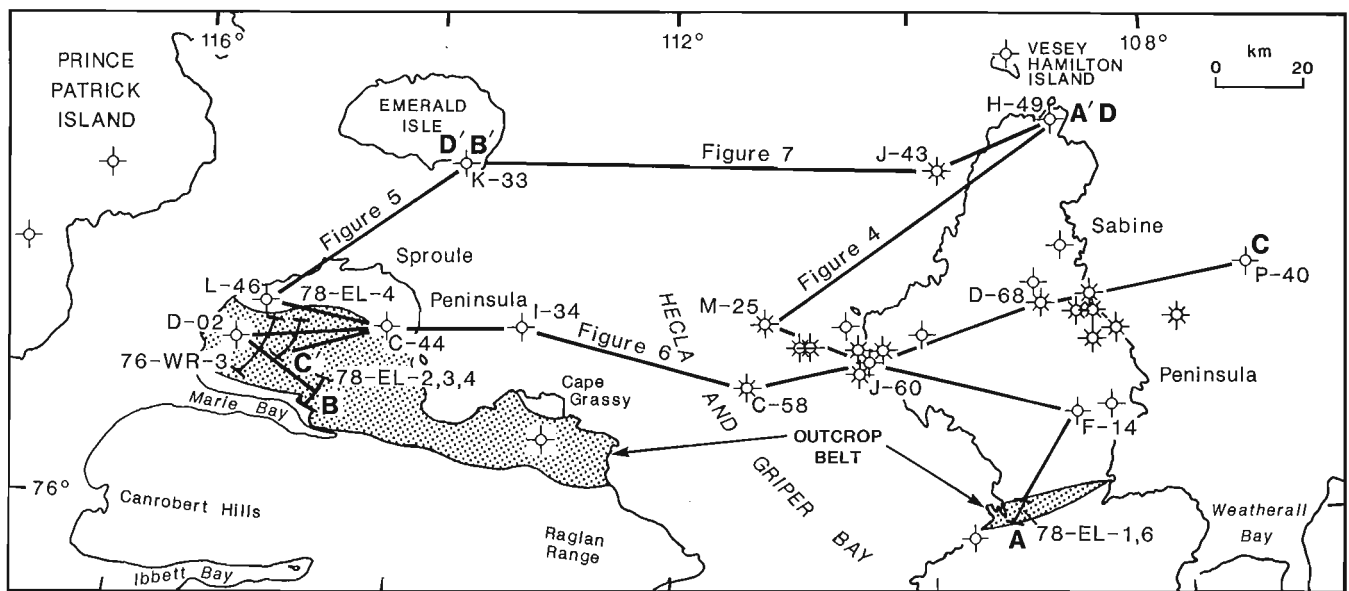 116°
112°
108°
km
0 20
PRINCE
PATRICK
ISLAND
EMERALD
ISLE
VESEY
HAMILTON
ISLAND
H-49
A' D
D' B'
K-33
Figure 7
J-43
Figure 5
Figure 4
Sabine
C
P-40
Sproule
L-46
78-EL-4
Peninsula
I-34
M-25
D-68
D-02
C-44
HECLA
Figure 6
76-WR-3
C'
78-EL-2,3,4
Cape
Grassy
C-58
J-60
Peninsula
Marie Bay
B
AND
F-14
OUTCROP
BELT
76°
GRIPER BAY
Canrobert Hills
Raglan
Range
A
78-EL-1,6
Weatherall
Bay
Ibbett Bay